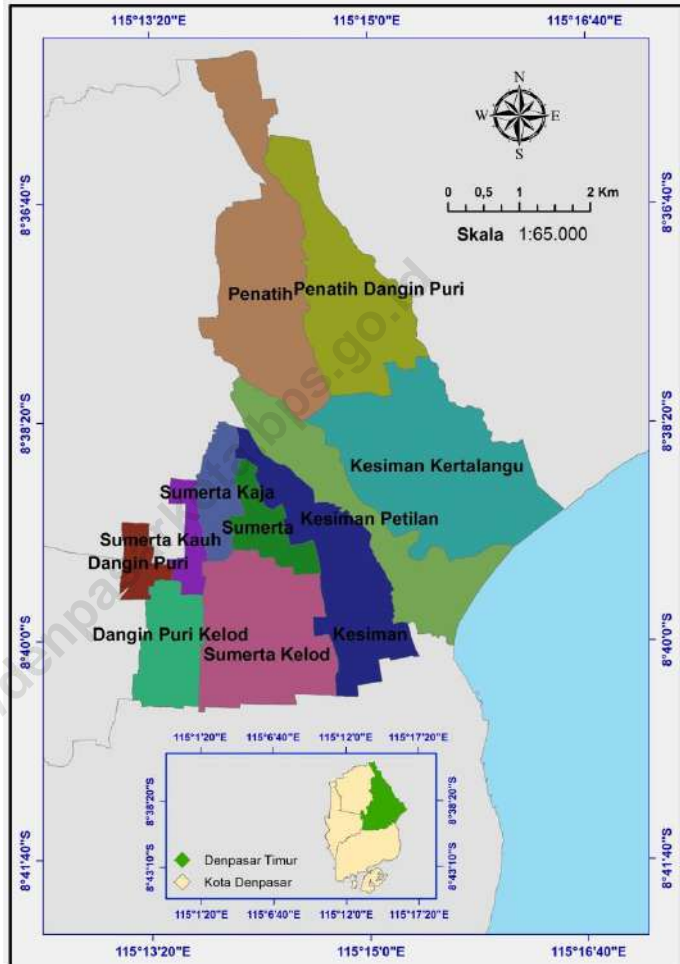 115°13'20"E 115°15'0"E 115°16'40"E
N
W E
S
0 0,5 1 2 Km
Skala 1:65.000
8°36'40"S 8°36'40"S
Penatih
Penatih Dangin Puri
8°38'20"S 8°38'20"S
Kesiman Kertalangu
Sumerta Kaja
Kesiman Petilan
Sumerta
Sumerta Kauh
Dangin Puri
Dangin Puri Kelod
Kesiman
Sumerta Kelod
8°40'0"S 8°40'0"S
115°1'20"E 115°6'40"E 115°12'0"E 115°17'20"E
8°38'20"S 8°38'20"S
Denpasar Timur
Kota Denpasar
8°43'10"S 8°43'10"S
115°1'20"E 115°6'40"E 115°12'0"E 115°17'20"E
8°41'40"S 8°41'40"S
115°13'20"E 115°15'0"E 115°16'40"E
denpasarkota.bps.go.id